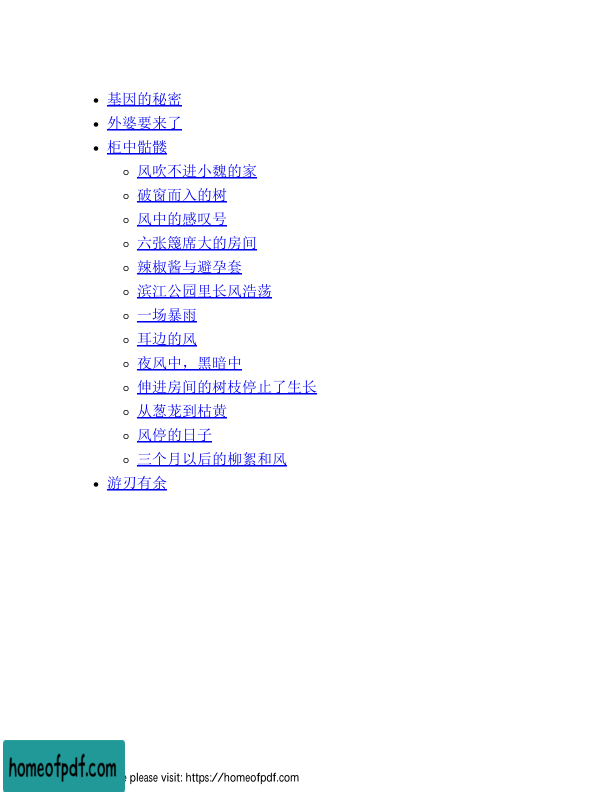 基因的秘密
外婆要来了
柜中骷髅
风吹不进小魏的家
破窗而入的树
风中的感叹号
六张篾席大的房间
辣椒酱与避孕套
滨江公园里长风浩荡
一场暴雨
耳边的风
夜风中，黑暗中
伸进房间的树枝停止了生长
从葱茏到枯黄
风停的日子
三个月以后的柳絮和风
游刃有余
homeofpdf.com
please visit: https://homeofpdf.com